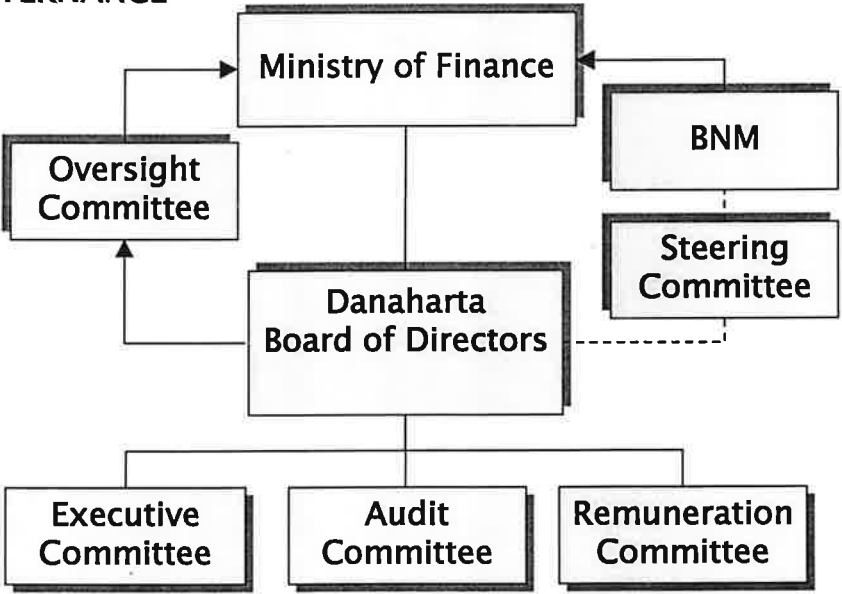 Ministry of Finance
BNM
Oversight
Committee
Steering
Committee
Danaharta
Board of Directors
Executive
Committee
Audit
Committee
Remuneration
Committee